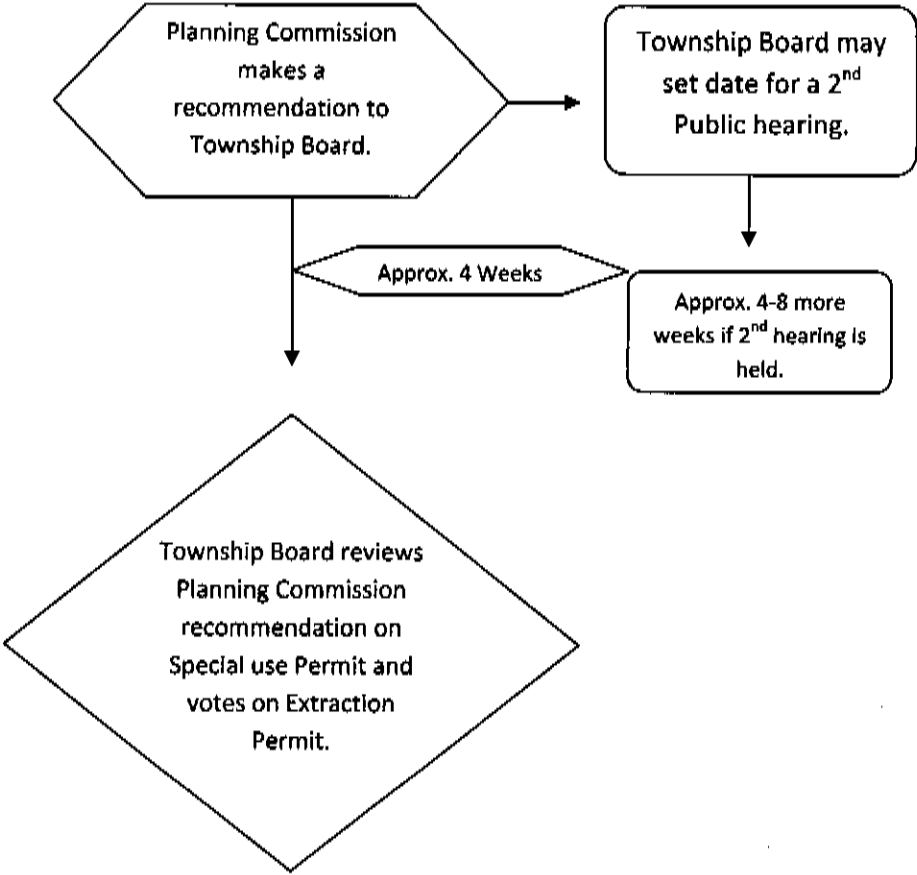 Planning Commission
makes a
recommendation to
Township Board.
Township Board may
set date for a 2nd
Public hearing.
Approx. 4 Weeks
Approx. 4-8 more
weeks if 2nd hearing is
held.
Township Board reviews
Planning Commission
recommendation on
Special use Permit and
votes on Extraction
Permit.